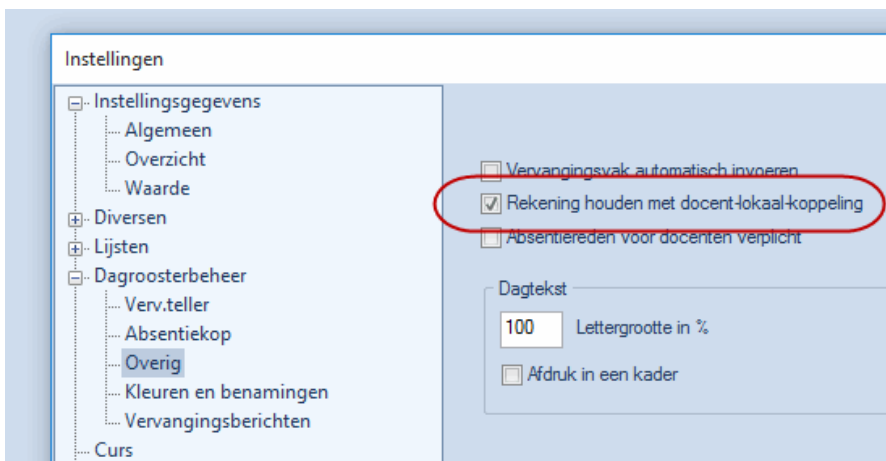 Instellingen
Instellingsgegevens
Algemeen
Overzicht
Waarde
Diversen
Lijsten
Dagroosterbeheer
Verv.teller
Absentiekop
Overig
Kleuren en benamingen
Vervangingsberichten
Curs
Vervangingsvak automatisch invoeren
Rekening houden met docent-lokaal-koppeling
Absentiereden voor docenten verplicht
Dagtekst
100 Lettergrootte in %
Afdruk in een kader